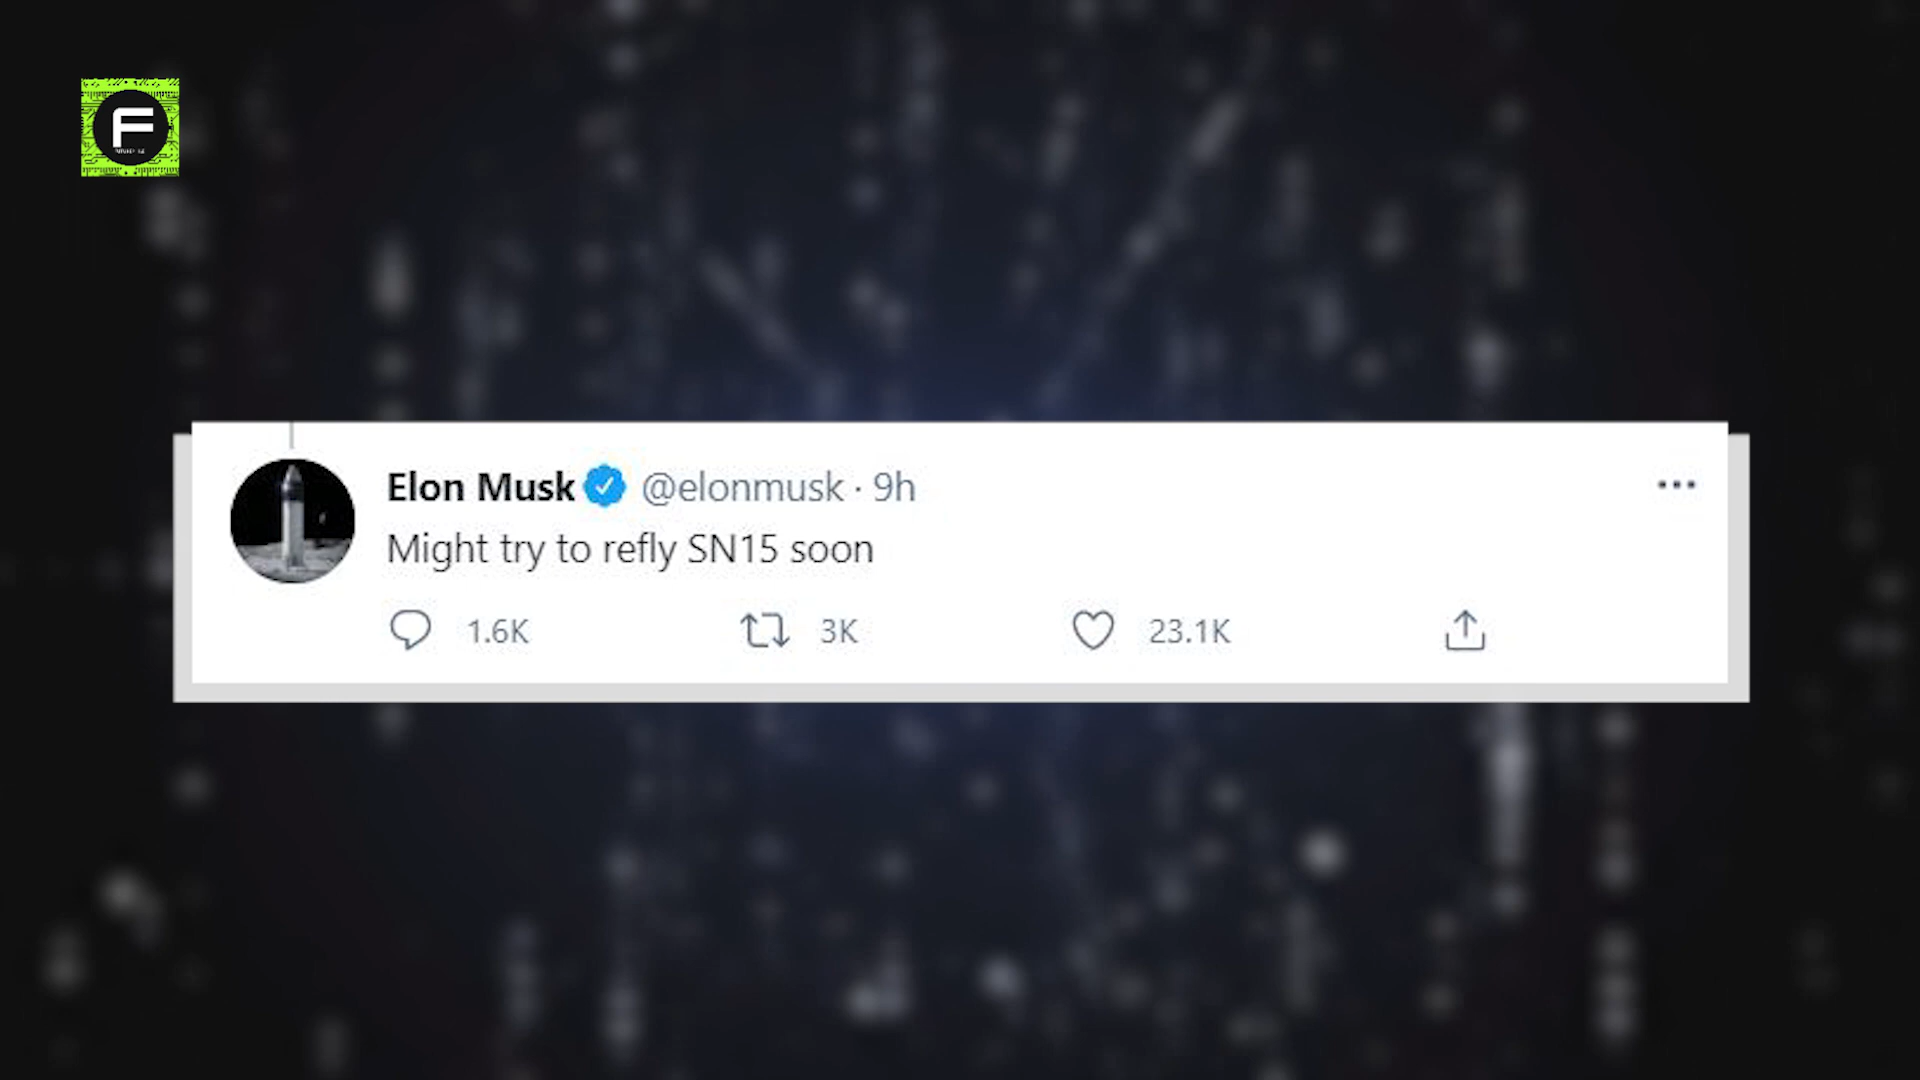 F
Elon Musk @elonmusk · 9h
Might try to refly SN15 soon
1.6K 3K 23.1K